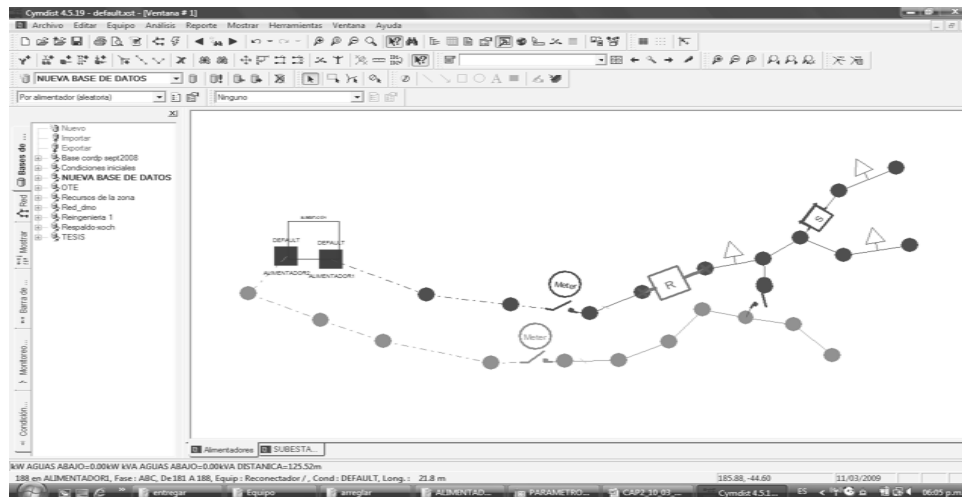 Cymdist 4.5.19 - default.xst - [Ventana # 1]
Archivo Editar Equipo Análisis Reporte Mostrar Herramientas Ventana Ayuda
NUEVA BASE DE DATOS
Por alimentador (aleatoria) Ninguno
Nuevo
Importar
Exportar
Base cordp sept2008
Condiciones iniciales
NUEVA BASE DE DATOS
OTE
Recursos de la zona
Red_dmo
Reingenieria 1
Respaldo-xoch
TESIS
Bases de ...
Red
Mostrar
Barra de ...
Monitoreo...
Condición...
DEFAULT
DEFAULT
ALIMENTADOR2
ALIMENTADOR1
Meter
Meter
R
S
Alimentadores SUBESTA...
kW AGUAS ABAJO=0.00kW kVA AGUAS ABAJO=0.00kVA DISTANICA=125.52m
188 en ALIMENTADOR1, Fase : ABC, De 181 A 188, Equip : Reconectador / , Cond : DEFAULT, Long. : 21.8 m 185.88, -44.60 11/03/2009
entregar Equipo arreglar ALIMENTAD... PARAMETRO... CAP2_10_03_... Cymdist 4.5.1... ES 06:05 p.m.